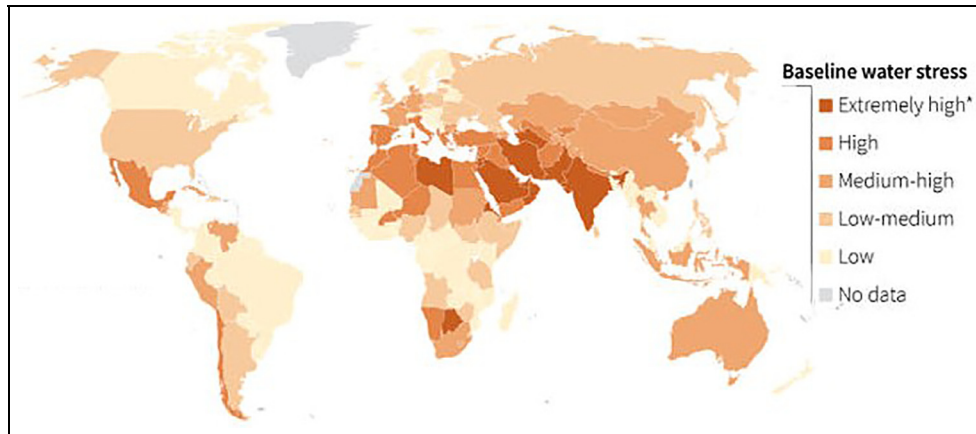 Baseline water stress
Extremely high*
High
Medium-high
Low-medium
Low
No data